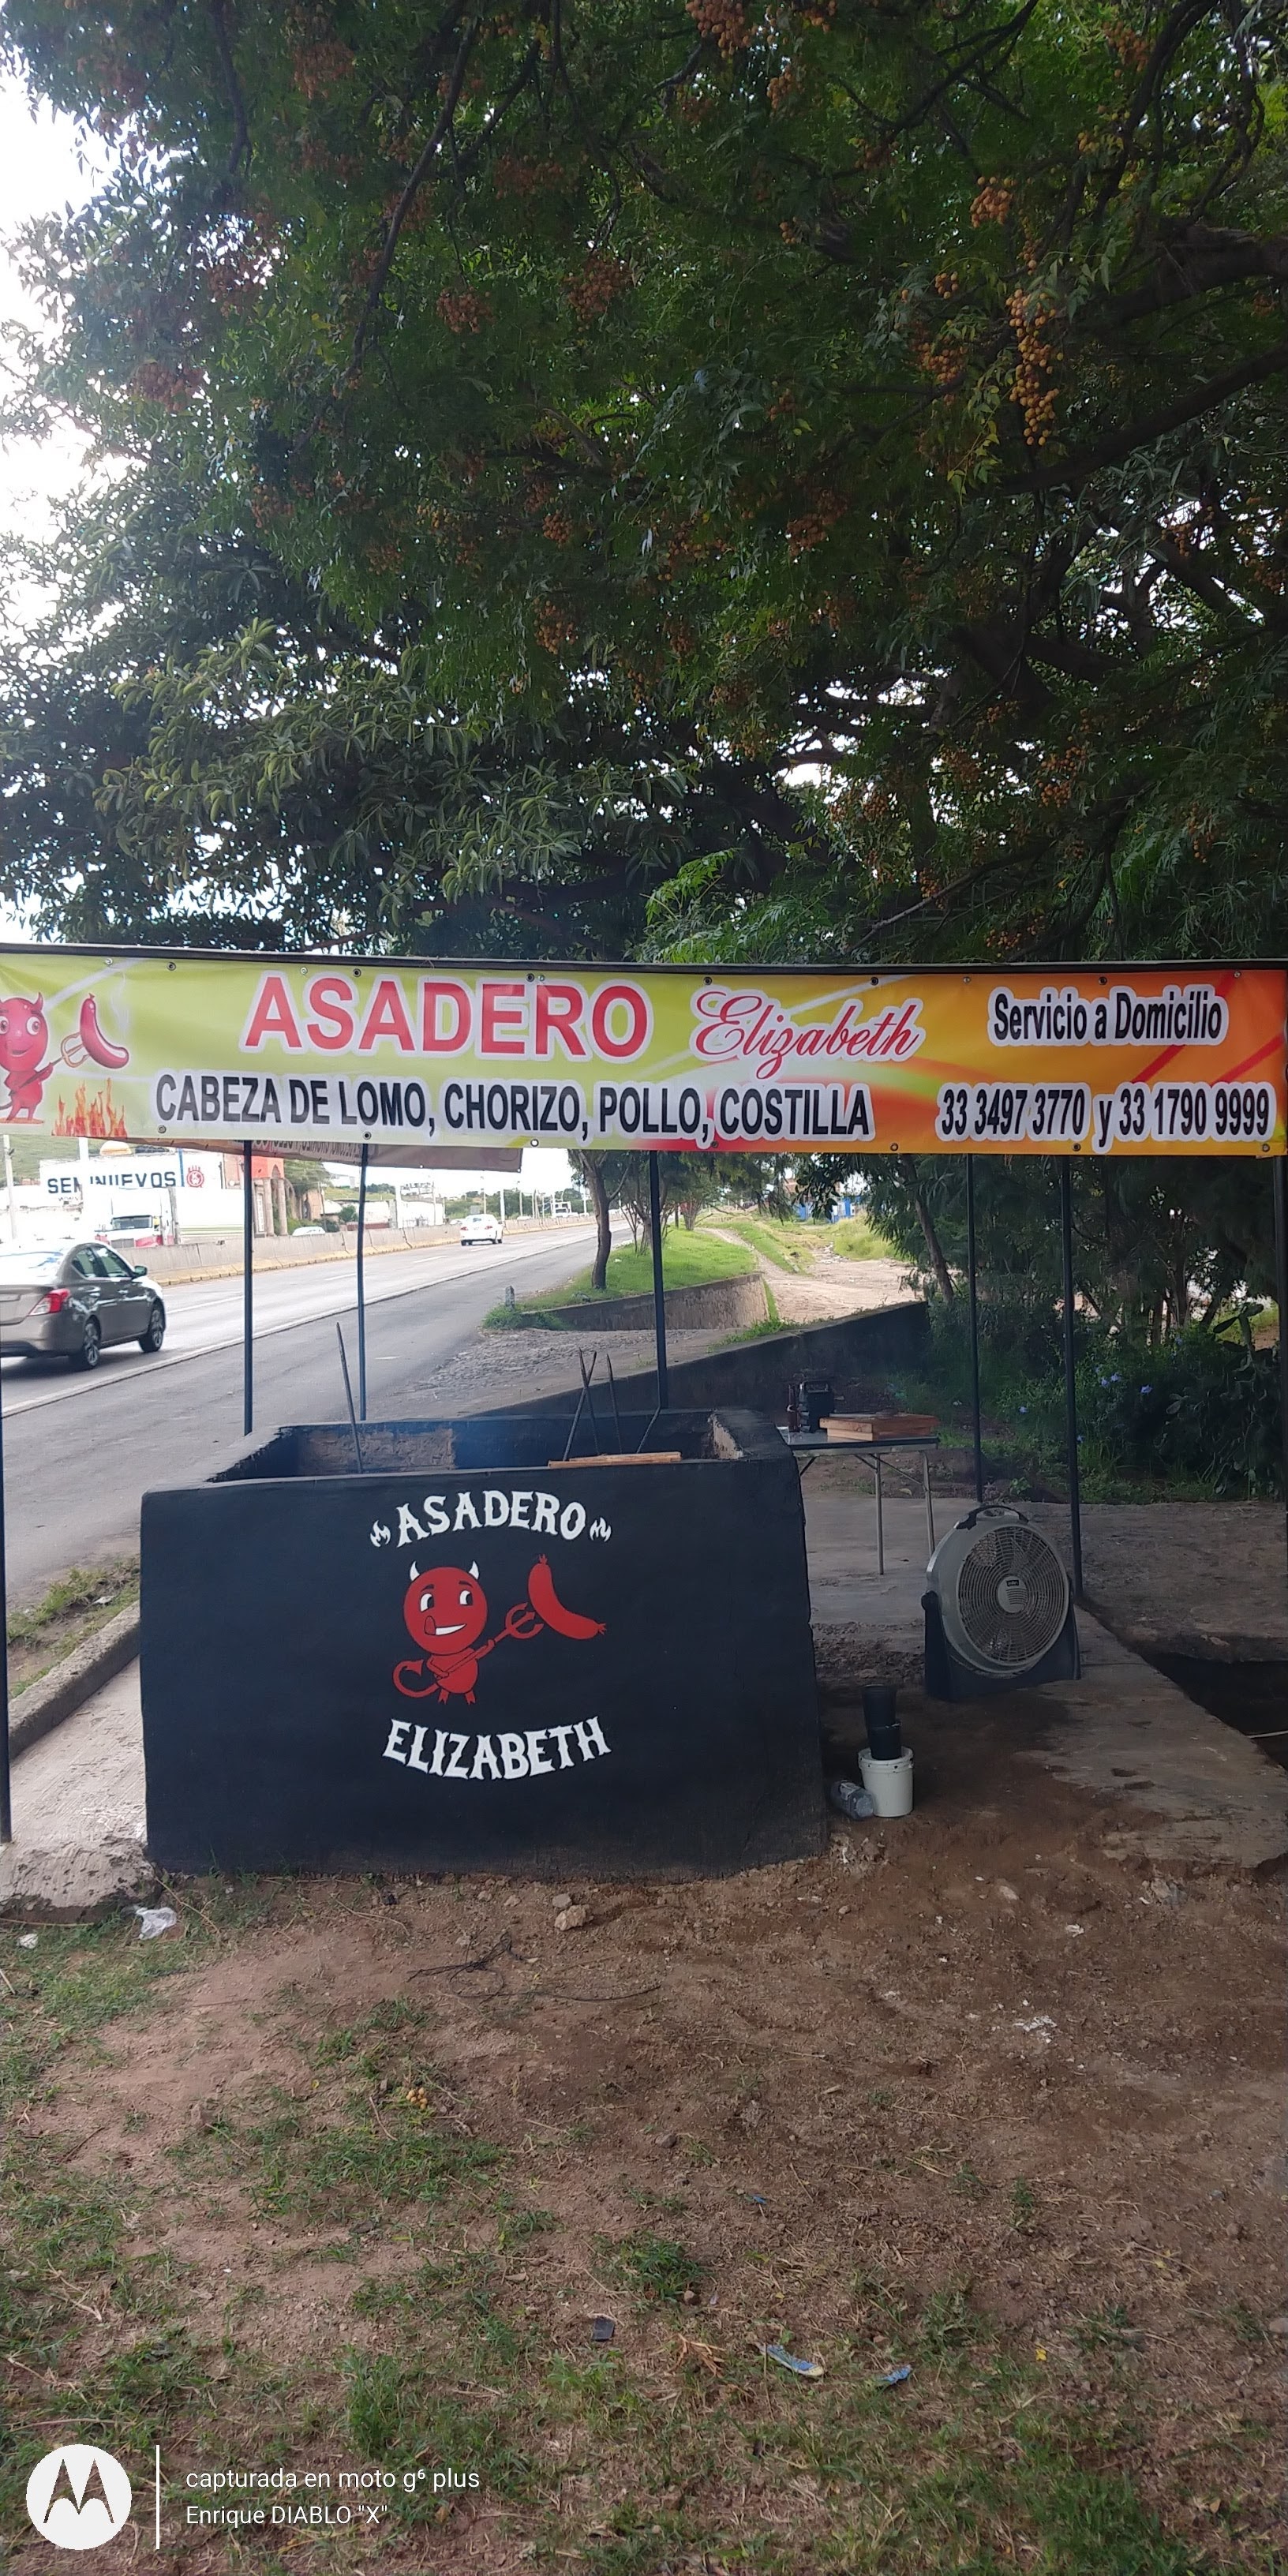 ASADERO Elizabeth
Servicio a Domicilio
CABEZA DE LOMO, CHORIZO, POLLO, COSTILLA
33 3497 3770 y 33 1790 9999
SEMINUEVOS
ASADERO
ELIZABETH
capturada en moto g⁶ plus
Enrique DIABLO "X"